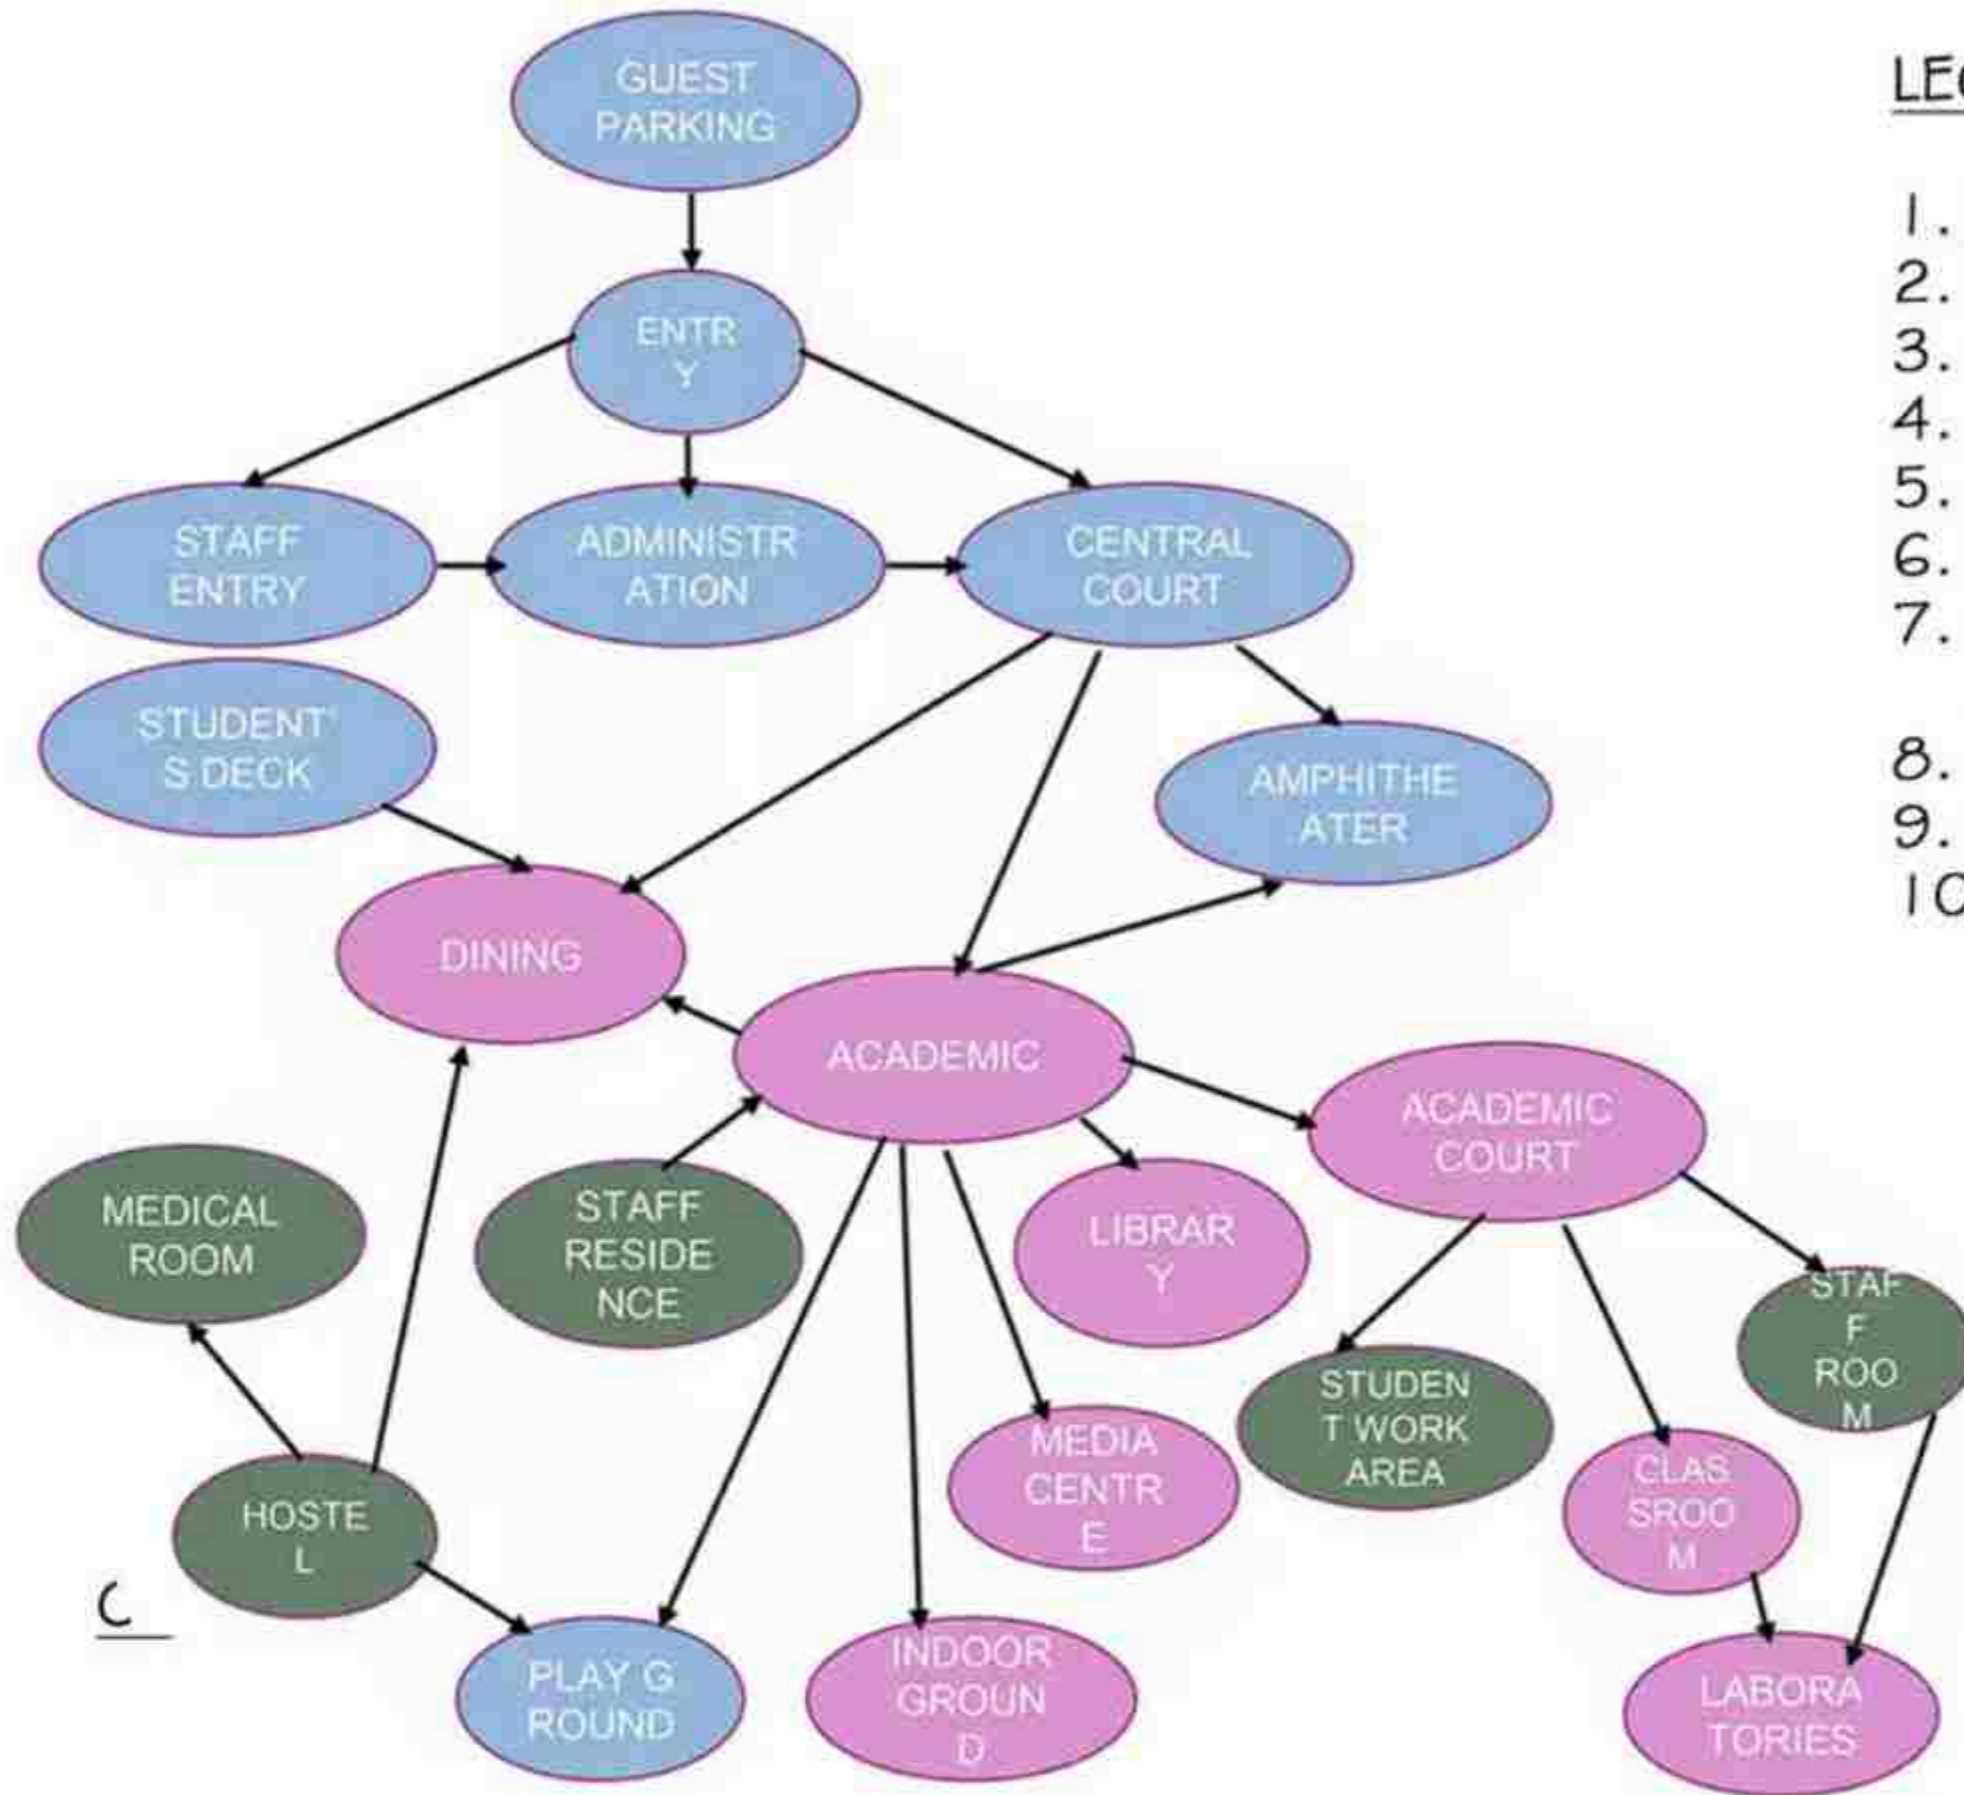 GUEST
PARKING
LE
1.
2.
3.
4.
5.
6.
7.
8.
9.
10
ENTR
Y
STAFF
ENTRY
ADMINISTR
ATION
CENTRAL
COURT
STUDENT'
S DECK
AMPHITHE
ATER
DINING
ACADEMIC
ACADEMIC
COURT
MEDICAL
ROOM
STAFF
RESIDE
NCE
LIBRAR
Y
STAF
F
ROO
M
STUDEN
T WORK
AREA
MEDIA
CENTR
E
CLAS
SROO
M
HOSTE
L
C
PLAY G
ROUND
INDOOR
GROUN
D
LABORA
TORIES